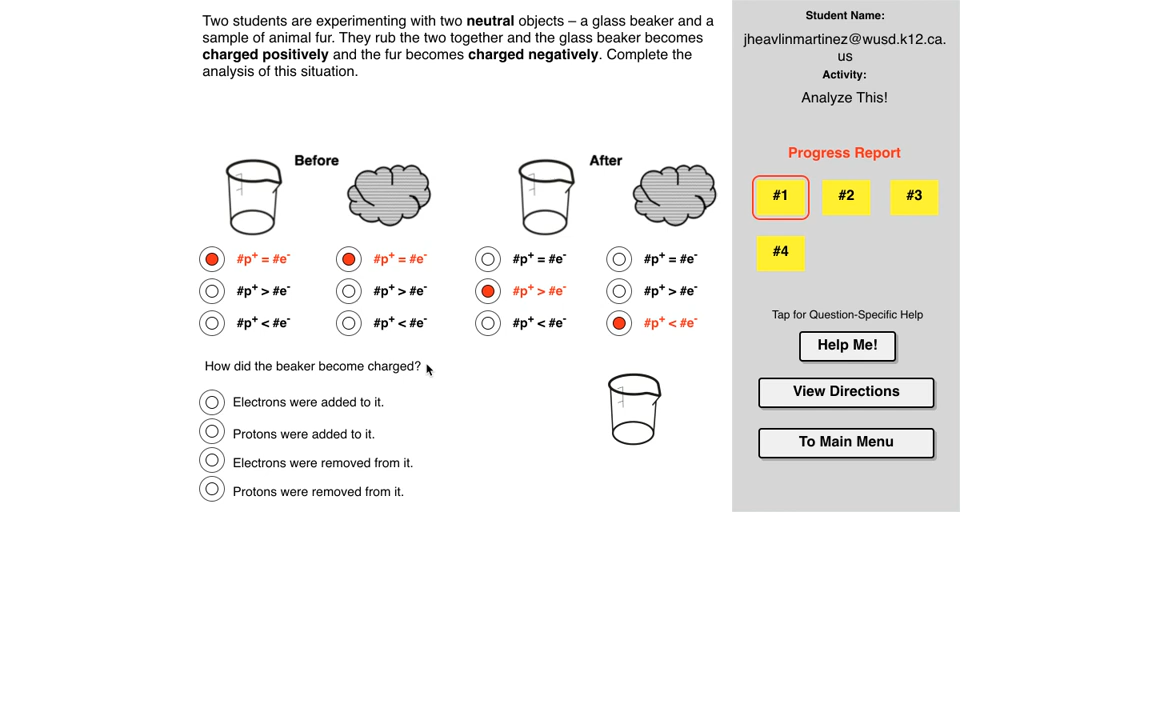 Two students are experimenting with two neutral objects – a glass beaker and a
sample of animal fur. They rub the two together and the glass beaker becomes
charged positively and the fur becomes charged negatively. Complete the
analysis of this situation.
Before
After
#p⁺ = #e⁻ #p⁺ = #e⁻ #p⁺ = #e⁻ #p⁺ = #e⁻
#p⁺ > #e⁻ #p⁺ > #e⁻ #p⁺ > #e⁻ #p⁺ > #e⁻
#p⁺ < #e⁻ #p⁺ < #e⁻ #p⁺ < #e⁻ #p⁺ < #e⁻
How did the beaker become charged?
Electrons were added to it.
Protons were added to it.
Electrons were removed from it.
Protons were removed from it.
Student Name:
jheavlinmartinez@wusd.k12.ca.
us
Activity:
Analyze This!
Progress Report
#1 #2 #3
#4
Tap for Question-Specific Help
Help Me!
View Directions
To Main Menu